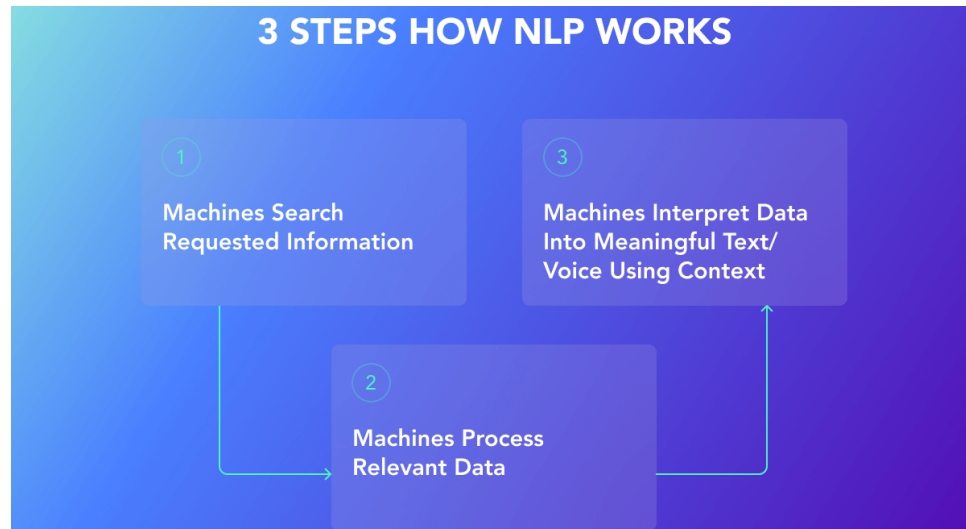 3 STEPS HOW NLP WORKS
1
Machines Search
Requested Information
2
Machines Process
Relevant Data
3
Machines Interpret Data
Into Meaningful Text/
Voice Using Context